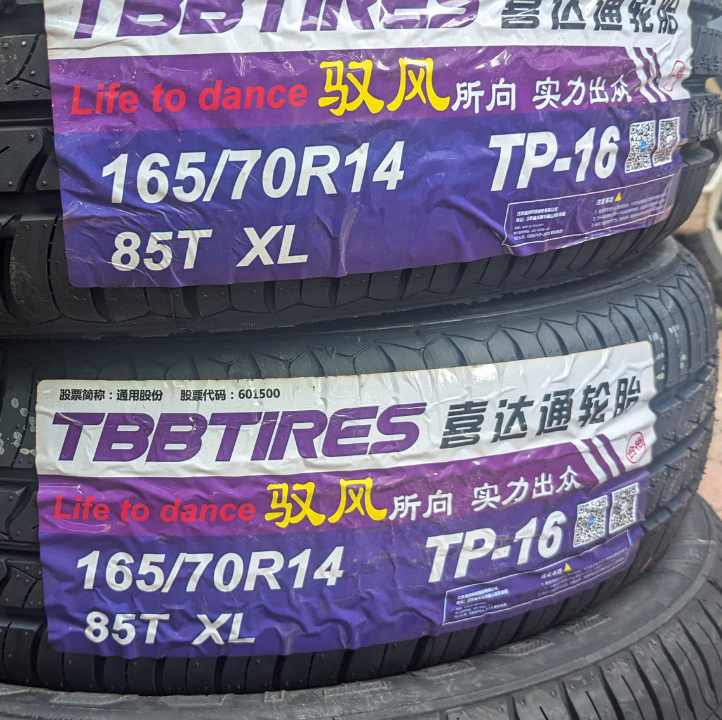 TBBTIRES 喜达通轮胎
Life to dance 驭风所向 实力出众
165/70R14 TP-16
85T XL
股票简称：通用股份 股票代码：601500
TBBTIRES 喜达通轮胎
Life to dance 驭风所向 实力出众
165/70R14 TP-16
85T XL